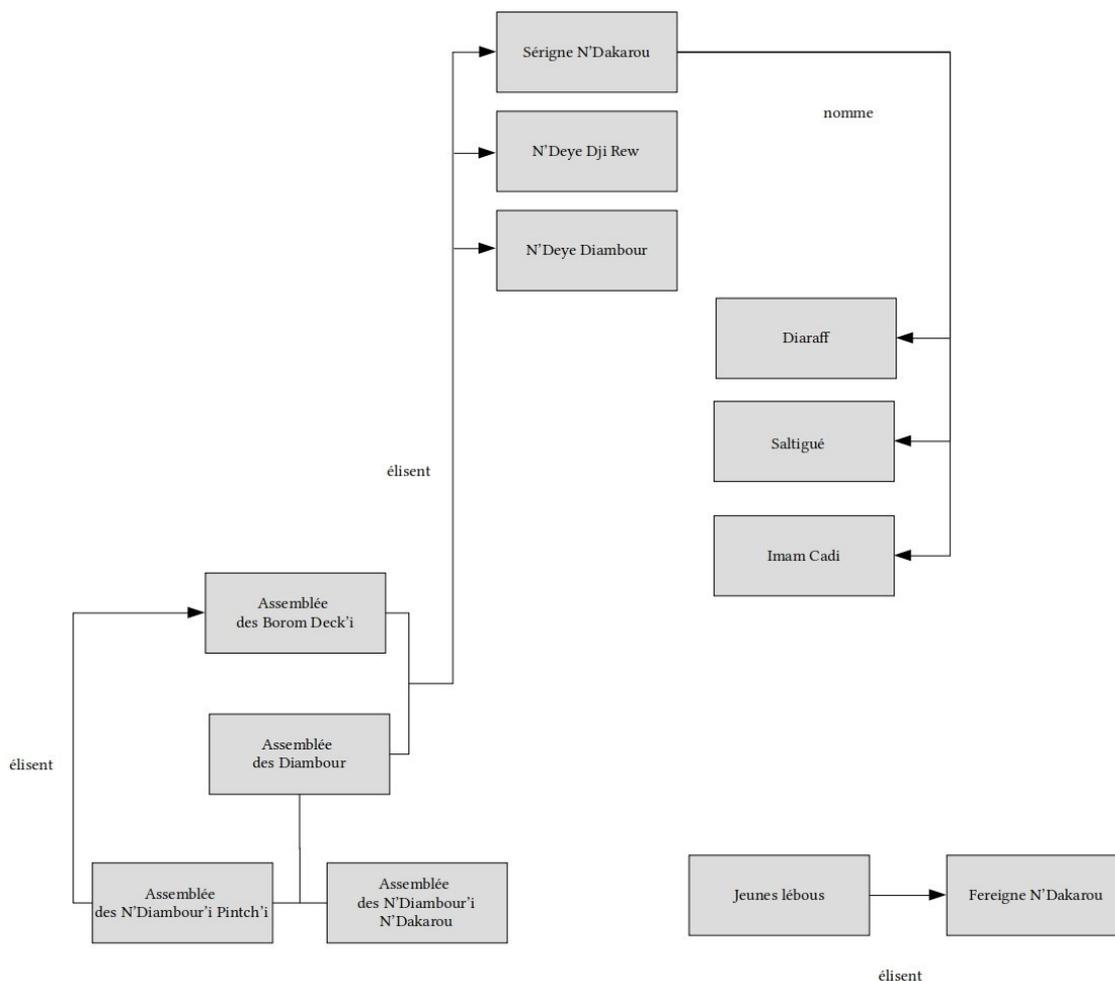 Sérigne N'Dakarou
nomme
N'Deye Dji Rew
N'Deye Diambour
Diaraff
Saltigué
élisent
Imam Cadi
Assemblée
des Borom Deck'i
Assemblée
des Diambour
élisent
Assemblée
des N'Diambour'i Pintch'i
Assemblée
des N'Diambour'i
N'Dakarou
Jeunes lébous
Fereigne N'Dakarou
élisent